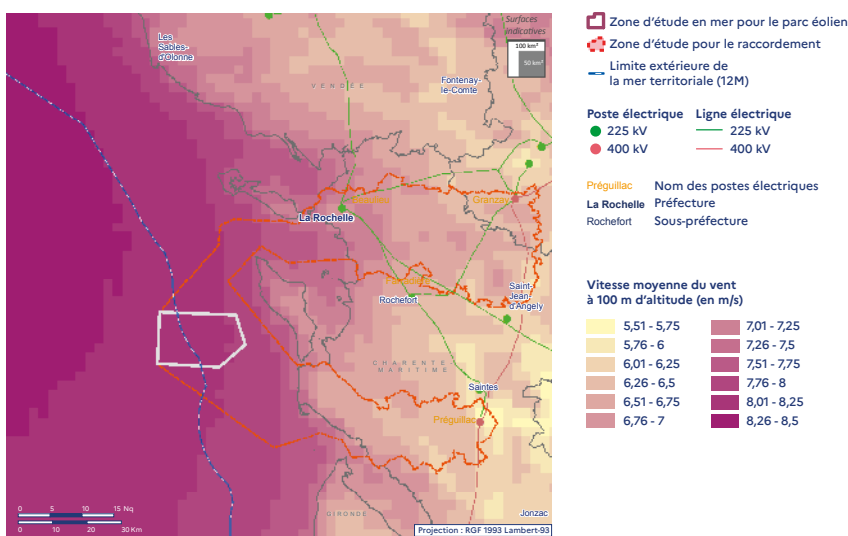 Surfaces
indicatives
100 km²
50 km²
Les
Sables-
d'Olonne
VENDÉE
Fontenay-
le-Comte
Granzay
La Rochelle
Rochefort
Saint-
Jean-
d'Angely
CHARENTE
MARITIME
Saintes
Préguillac
GIRONDE
Jonzac
0 5 10 15 Nq
0 10 20 30 Km
Projection : RGF 1993 Lambert-93
Zone d'étude en mer pour le parc éolien
Zone d'étude pour le raccordement
Limite extérieure de
la mer territoriale (12M)
Poste électrique
225 kV
400 kV
Ligne électrique
225 kV
400 kV
Préguillac Nom des postes électriques
La Rochelle Préfecture
Rochefort Sous-préfecture
Vitesse moyenne du vent
à 100 m d'altitude (en m/s)
5,51 - 5,75
5,76 - 6
6,01 - 6,25
6,26 - 6,5
6,51 - 6,75
6,76 - 7
7,01 - 7,25
7,26 - 7,5
7,51 - 7,75
7,76 - 8
8,01 - 8,25
8,26 - 8,5